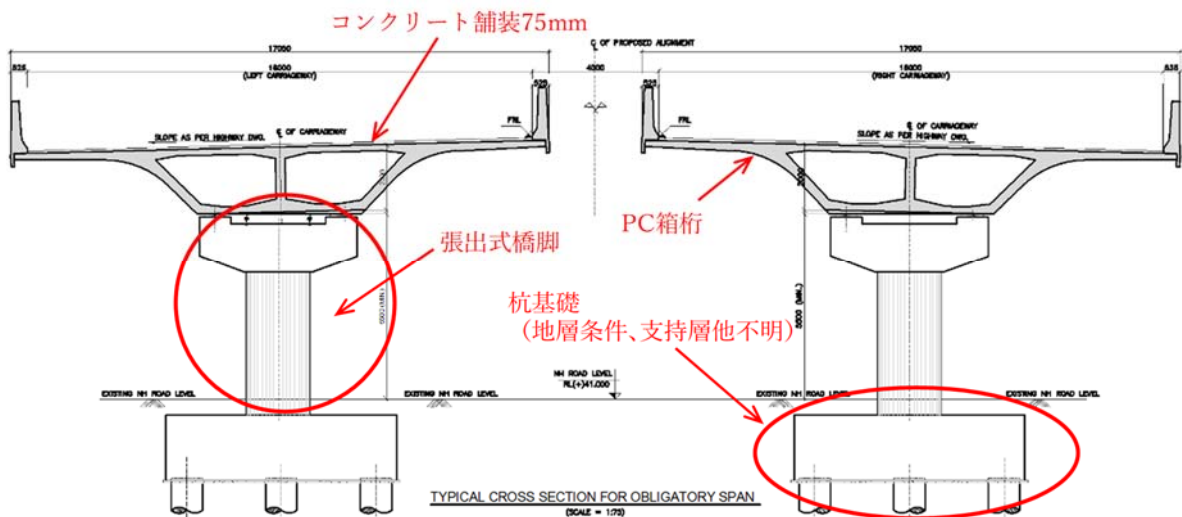 コンクリート舗装75mm
17050
℄ OF PROPOSED ALIGNMENT
17050
525
16000
(LEFT CARRIAGEWAY)
525
4000
525
16000
(RIGHT CARRIAGEWAY)
525
FRL
SLOPE AS PER HIGHWAY DWG.
℄ OF CARRIAGEWAY
FRL
SLOPE AS PER HIGHWAY DWG.
℄ OF CARRIAGEWAY
PC箱桁
張出式橋脚
杭基礎
(地層条件、支持層他不明)
5500 (MIN.)
NH ROAD LEVEL
RL(+)41.000
EXISTING NH ROAD LEVEL
EXISTING NH ROAD LEVEL
EXISTING NH ROAD LEVEL
EXISTING NH ROAD LEVEL
TYPICAL CROSS SECTION FOR OBLIGATORY SPAN
(SCALE = 1:75)